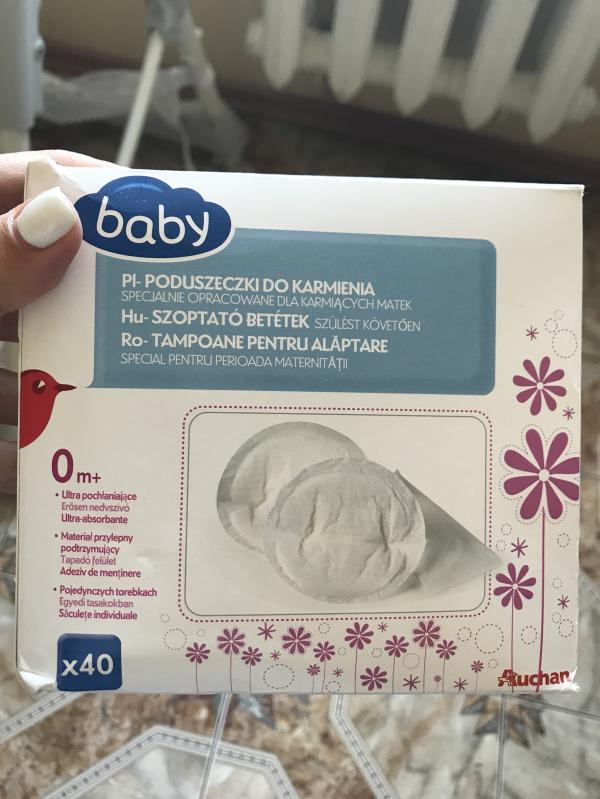 baby
Pl- PODUSZECZKI DO KARMIENIA
SPECJALNIE OPRACOWANE DLA KARMIĄCYCH MATEK
Hu- SZOPTATÓ BETÉTEK SZÜLÉST KÖVETŐEN
Ro- TAMPOANE PENTRU ALĂPTARE
SPECIAL PENTRU PERIOADA MATERNITĂȚII
0 m+
• Ultra pochłaniające
Erősen nedvszívó
Ultra-absorbante
• Materiał przylepny
podtrzymujący
Tapadó felület
Adeziv de menținere
• Pojedynczych torebkach
Egyedi tasakokban
Săculețe individuale
x40
Auchan